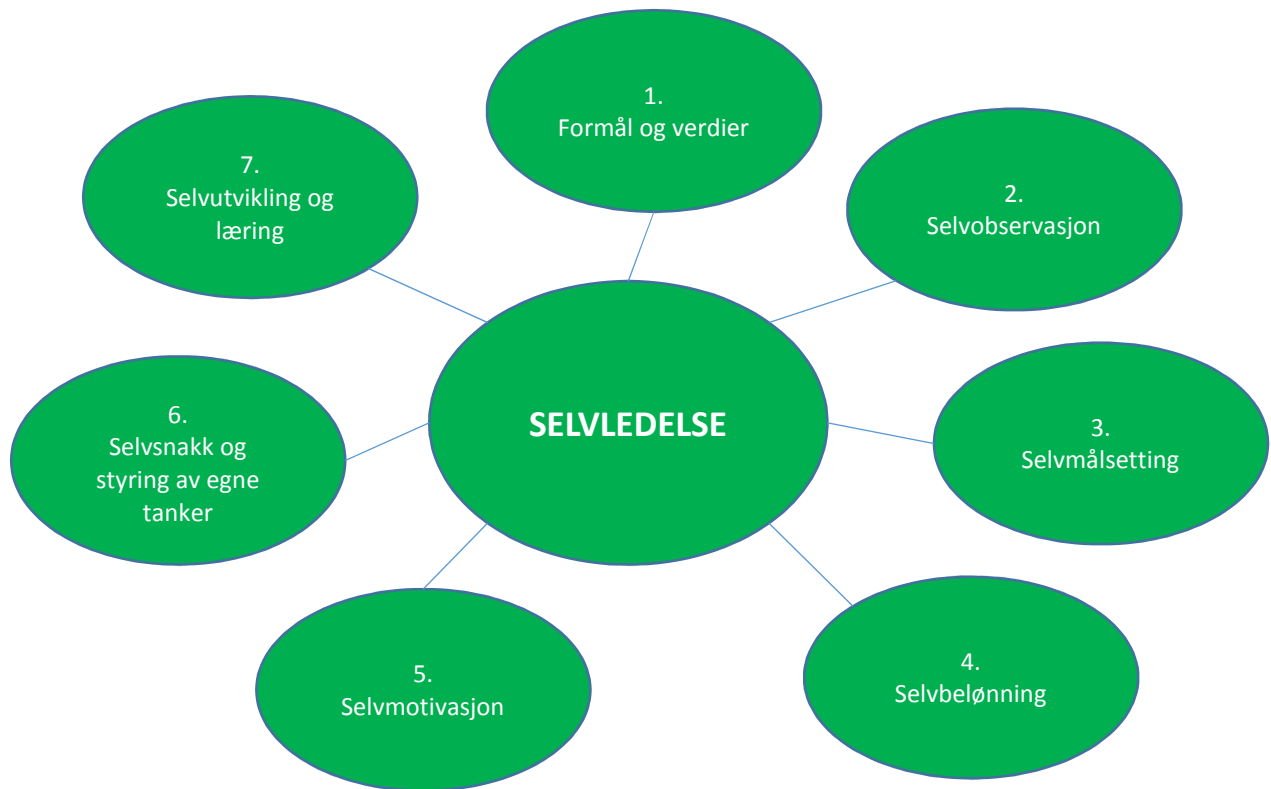 1.
Formål og verdier
2.
Selvobservasjon
3.
Selvmålsetting
4.
Selvbelønning
5.
Selvmotivasjon
6.
Selvsnakk og
styring av egne
tanker
7.
Selvutvikling og
læring
SELVLEDELSE